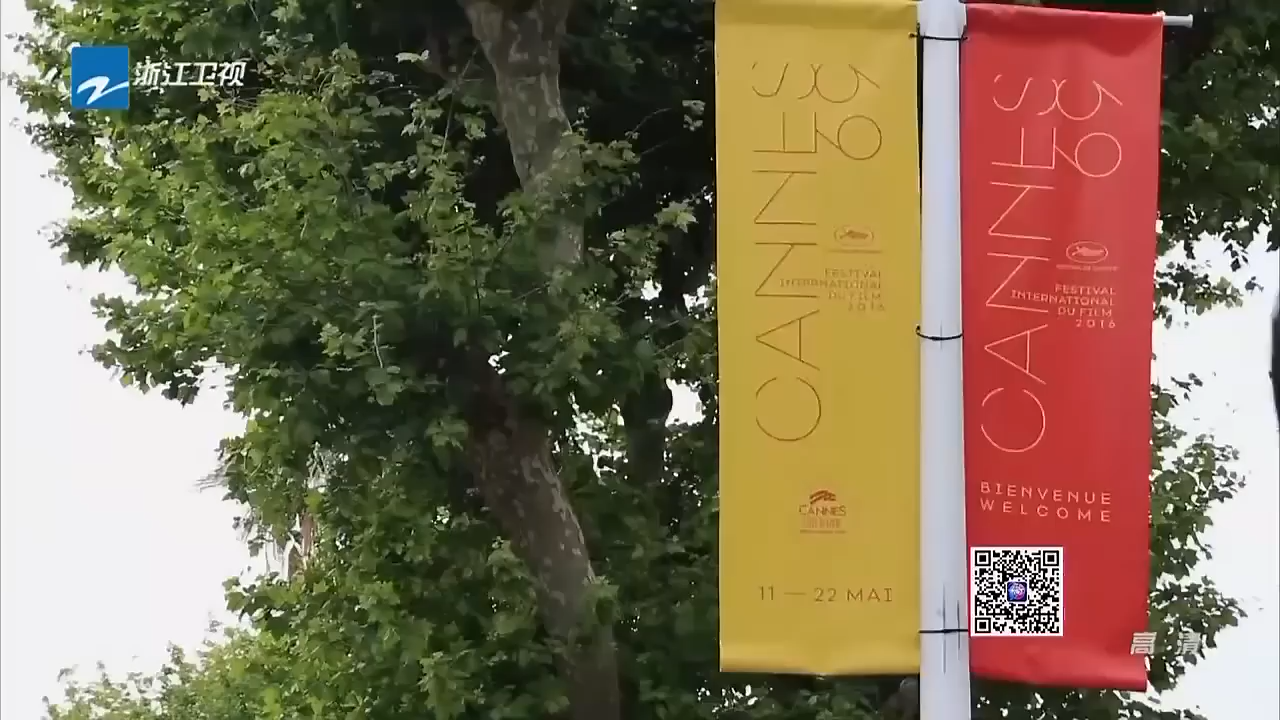 浙江卫视
CANNES
69
FESTIVAL
INTERNATIONAL
DU FILM
2016
CANNES
11 — 22 MAI
CANNES
69
FESTIVAL
INTERNATIONAL
DU FILM
2016
BIENVENUE
WELCOME
高清